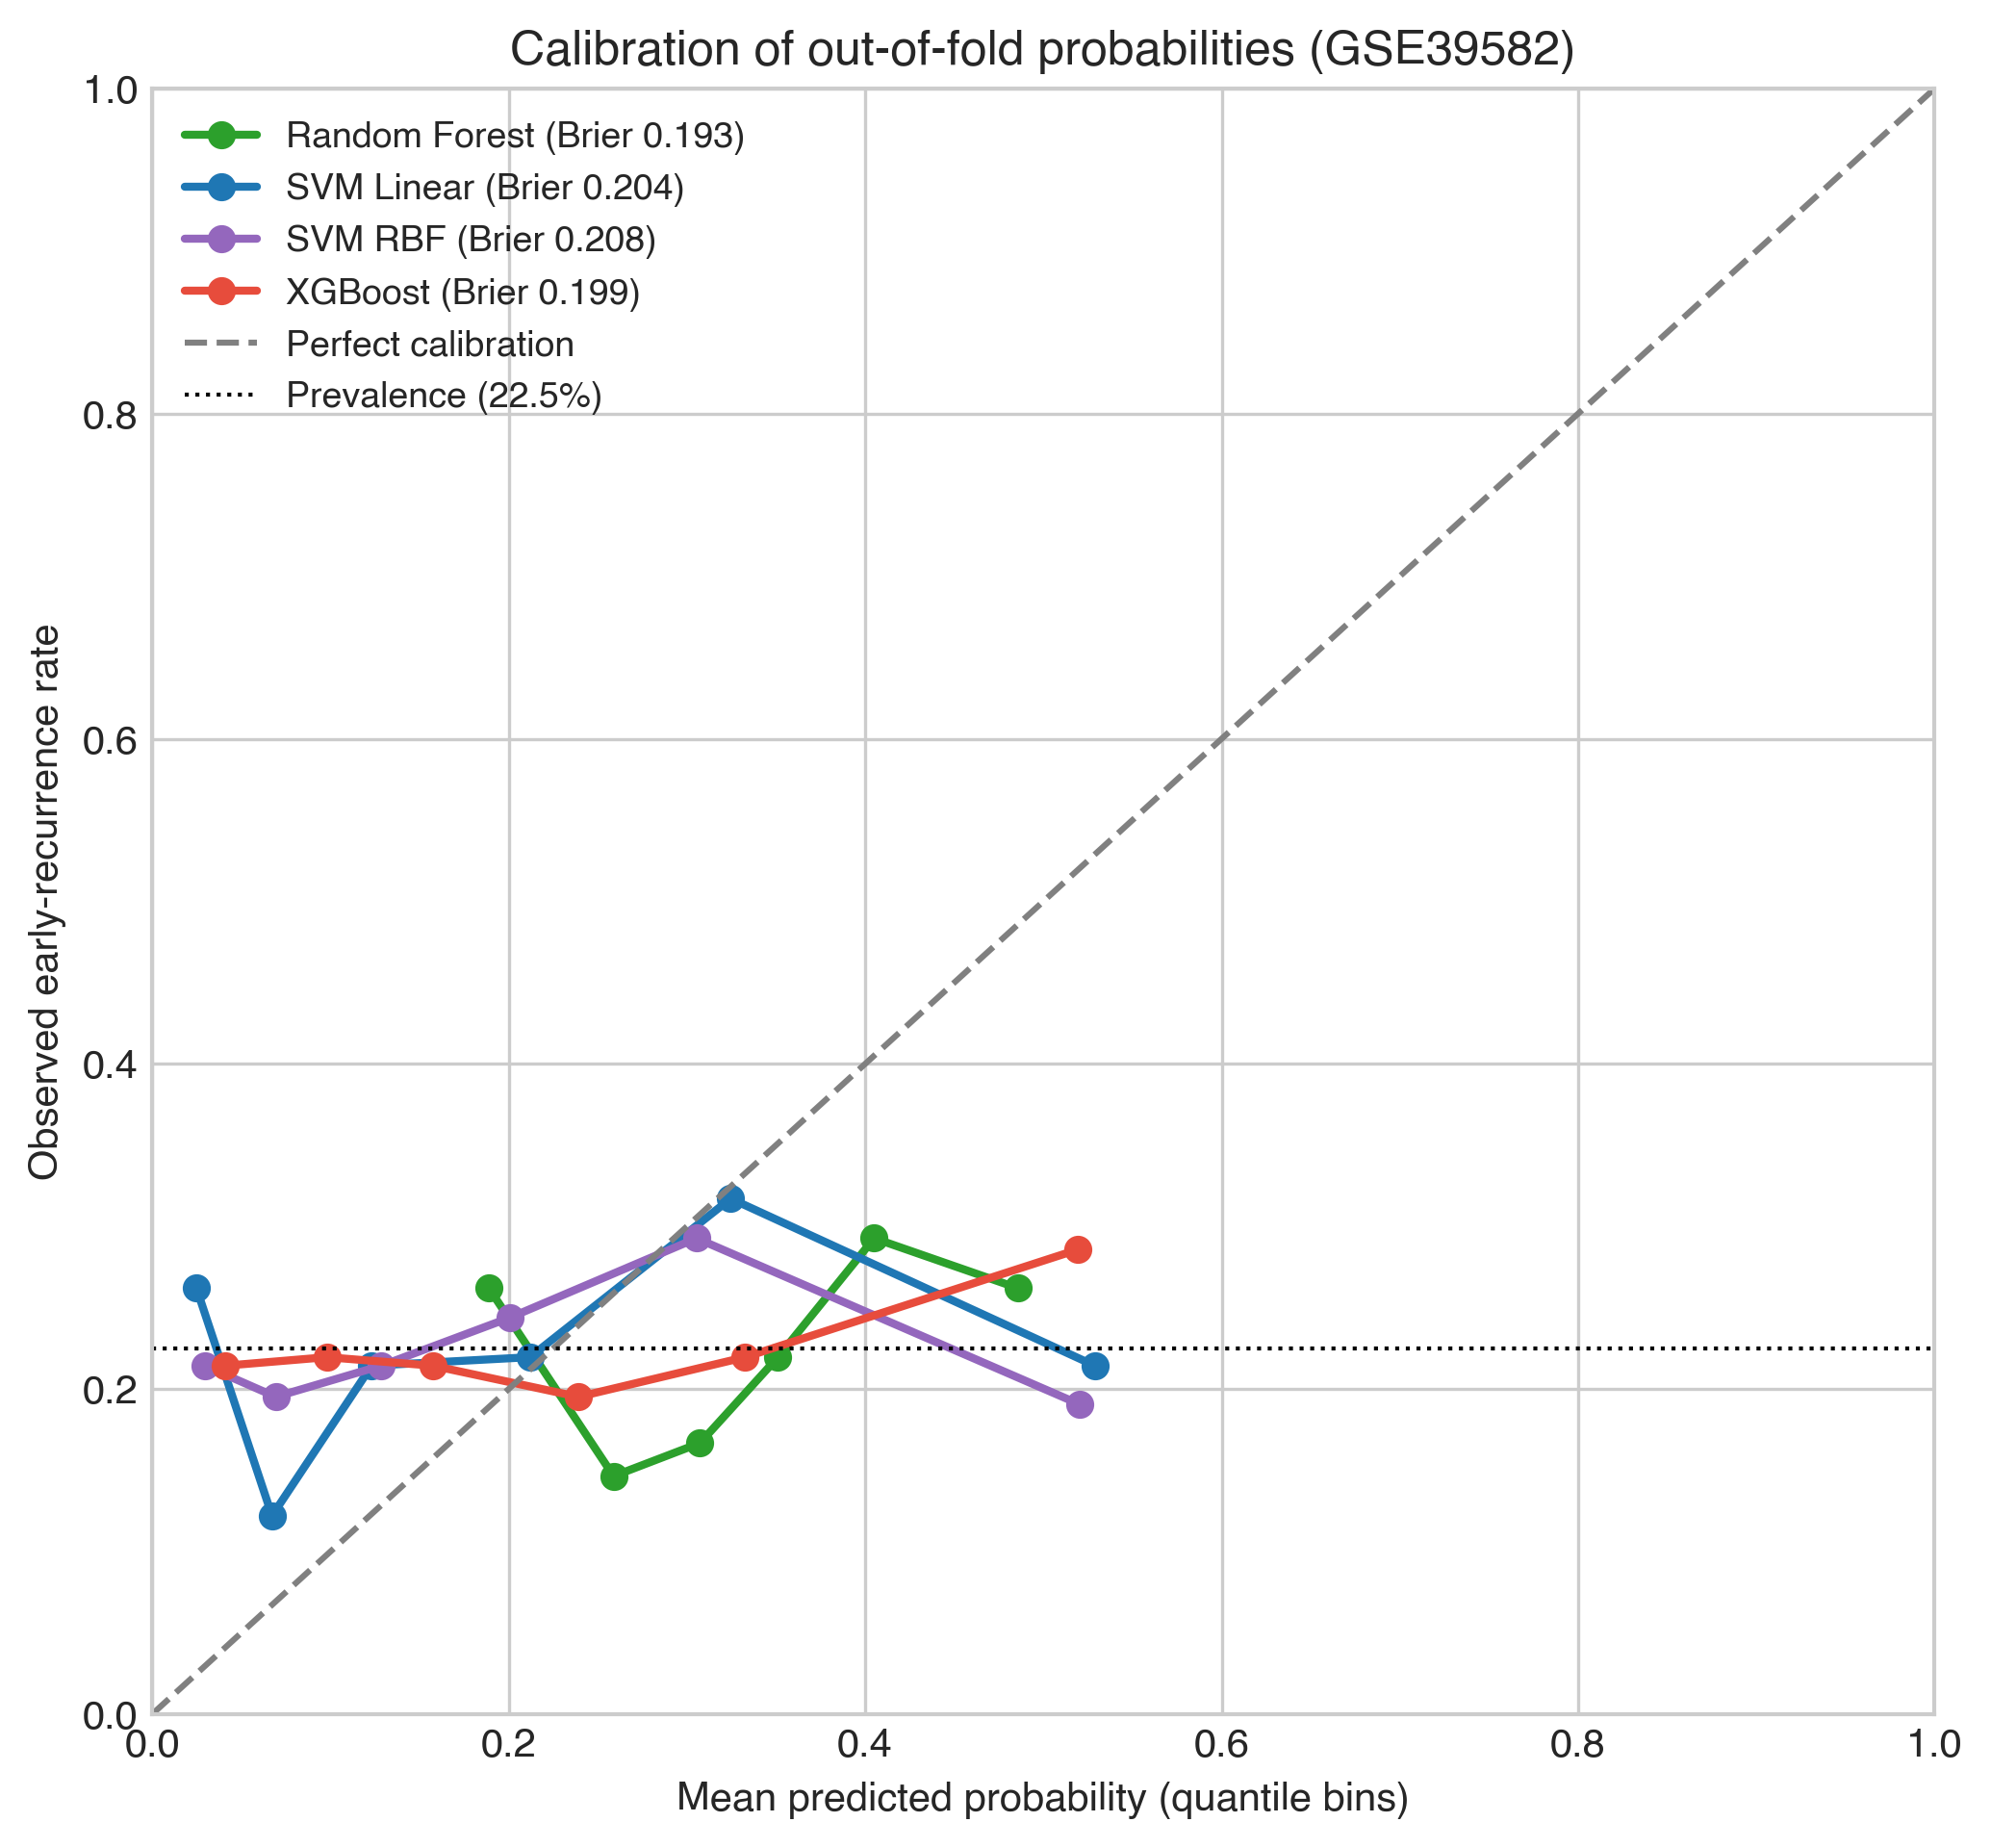 Calibration of out-of-fold probabilities (GSE39582)
Random Forest (Brier 0.193)
SVM Linear (Brier 0.204)
SVM RBF (Brier 0.208)
XGBoost (Brier 0.199)
Perfect calibration
Prevalence (22.5%)
Observed early-recurrence rate
1.0
0.8
0.6
0.4
0.2
0.0
0.0 0.2 0.4 0.6 0.8 1.0
Mean predicted probability (quantile bins)